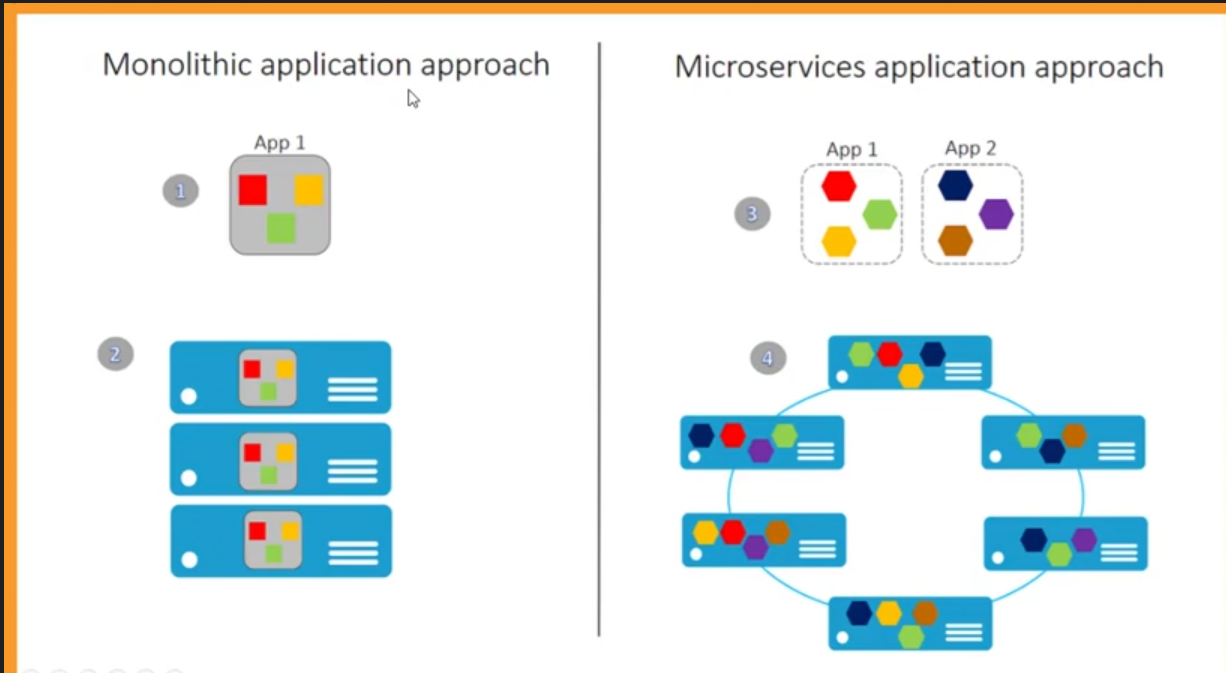 Monolithic application approach
App 1
1
2
Microservices application approach
App 1
App 2
3
4